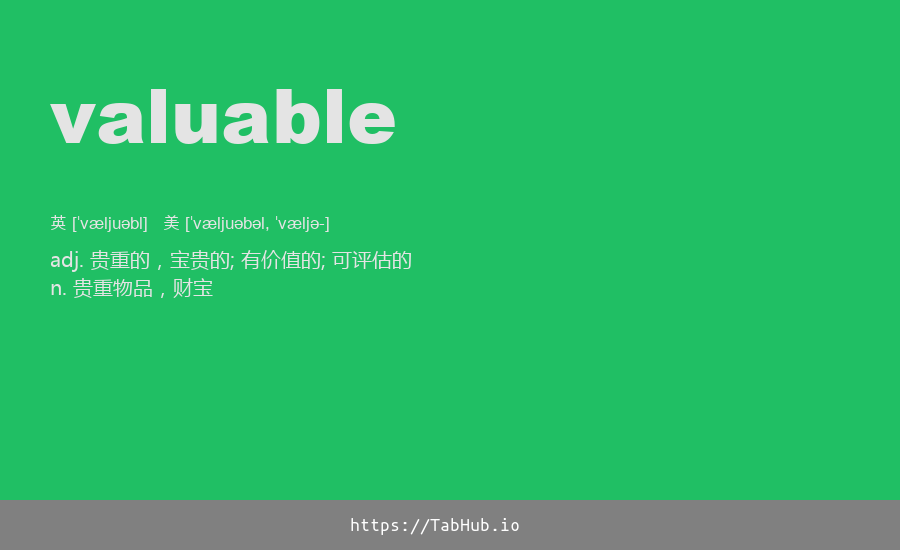 valuable
英 [ˈvæljuəbl] 美 [ˈvæljuəbəl, ˈvæljə-]
adj. 贵重的，宝贵的; 有价值的; 可评估的
n. 贵重物品，财宝
https://TabHub.io